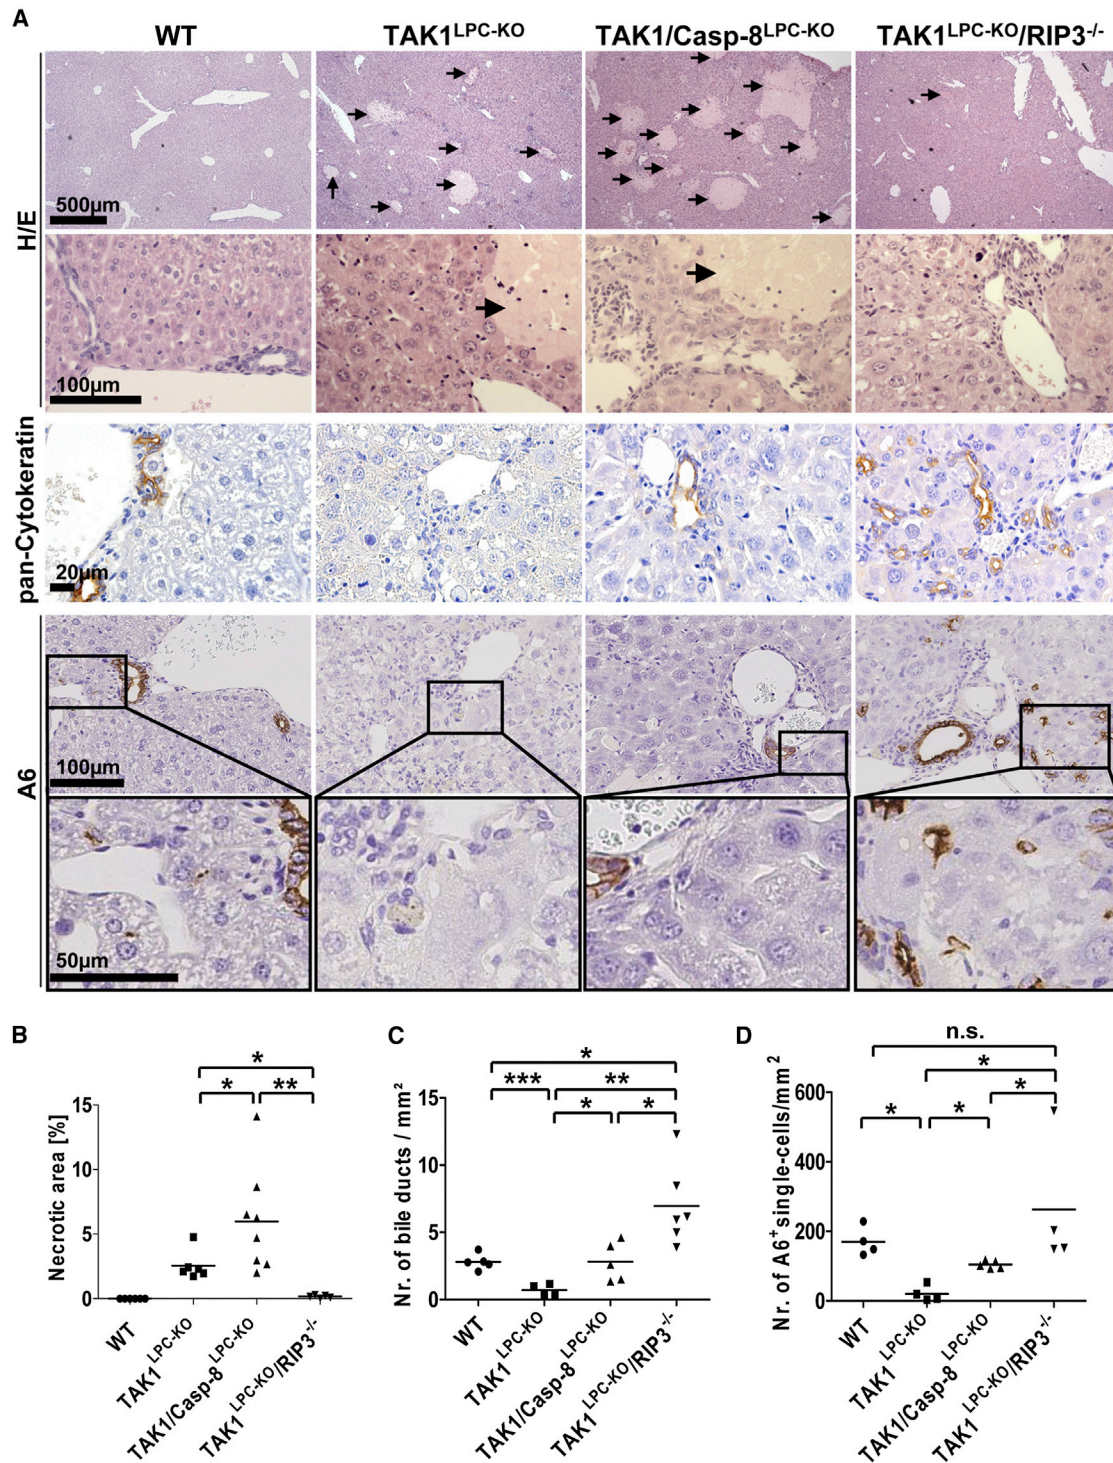 A
WT TAK1LPC-KO TAK1/Casp-8LPC-KO TAK1LPC-KO/RIP3-/-
H/E
500µm
100µm
pan-Cytokeratin
20µm
A6
100µm
50µm
B
Necrotic area [%]
15
10
5
0
*
* **
WT
TAK1LPC-KO
TAK1/Casp-8LPC-KO
TAK1LPC-KO/RIP3-/-
C
Nr. of bile ducts / mm²
15
10
5
0
*
*** **
* *
WT
TAK1LPC-KO
TAK1/Casp-8LPC-KO
TAK1LPC-KO/RIP3-/-
D
Nr. of A6+single-cells/mm2
600
400
200
0
n.s.
*
*
* *
WT
TAK1LPC-KO
TAK1/Casp-8LPC-KO
TAK1LPC-KO/RIP3-/-